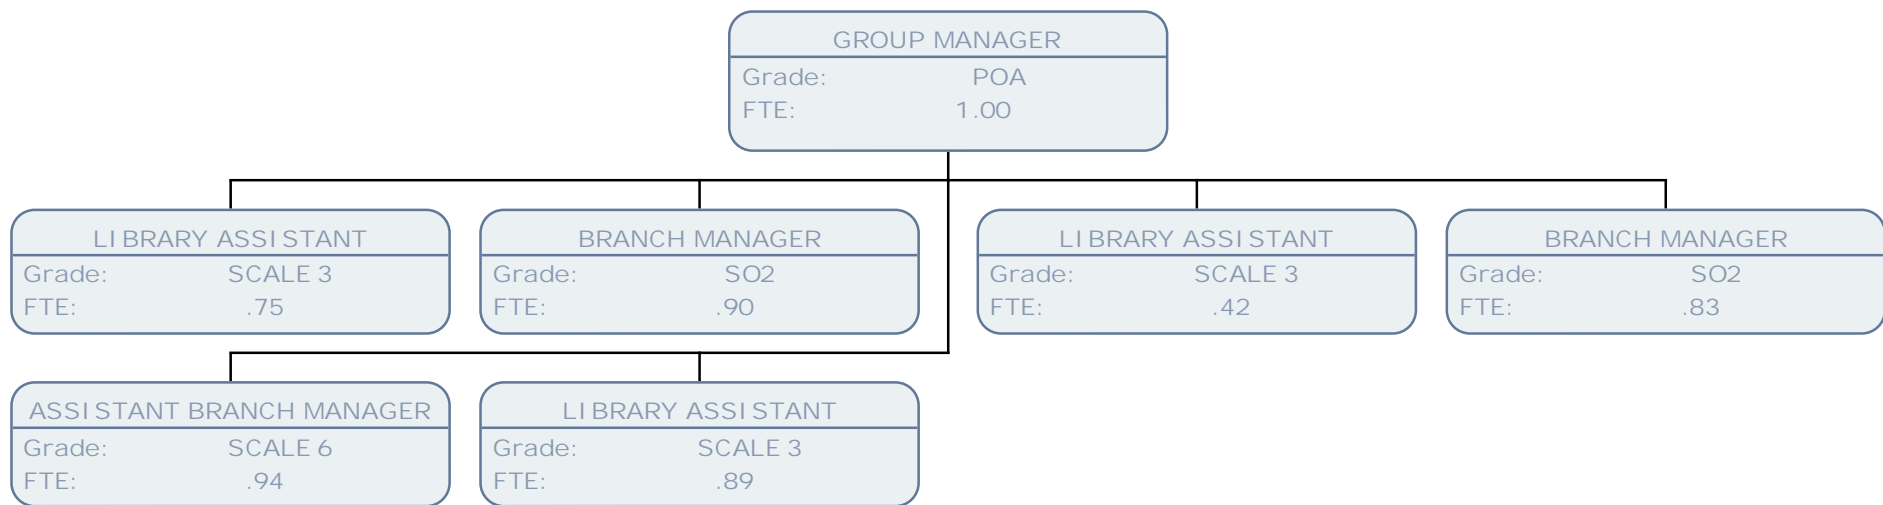 GROUP MANAGER
Grade: POA
FTE: 1.00
LIBRARY ASSISTANT
Grade: SCALE 3
FTE: .75
BRANCH MANAGER
Grade: SO2
FTE: .90
LIBRARY ASSISTANT
Grade: SCALE 3
FTE: .42
BRANCH MANAGER
Grade: SO2
FTE: .83
ASSISTANT BRANCH MANAGER
Grade: SCALE 6
FTE: .94
LIBRARY ASSISTANT
Grade: SCALE 3
FTE: .89